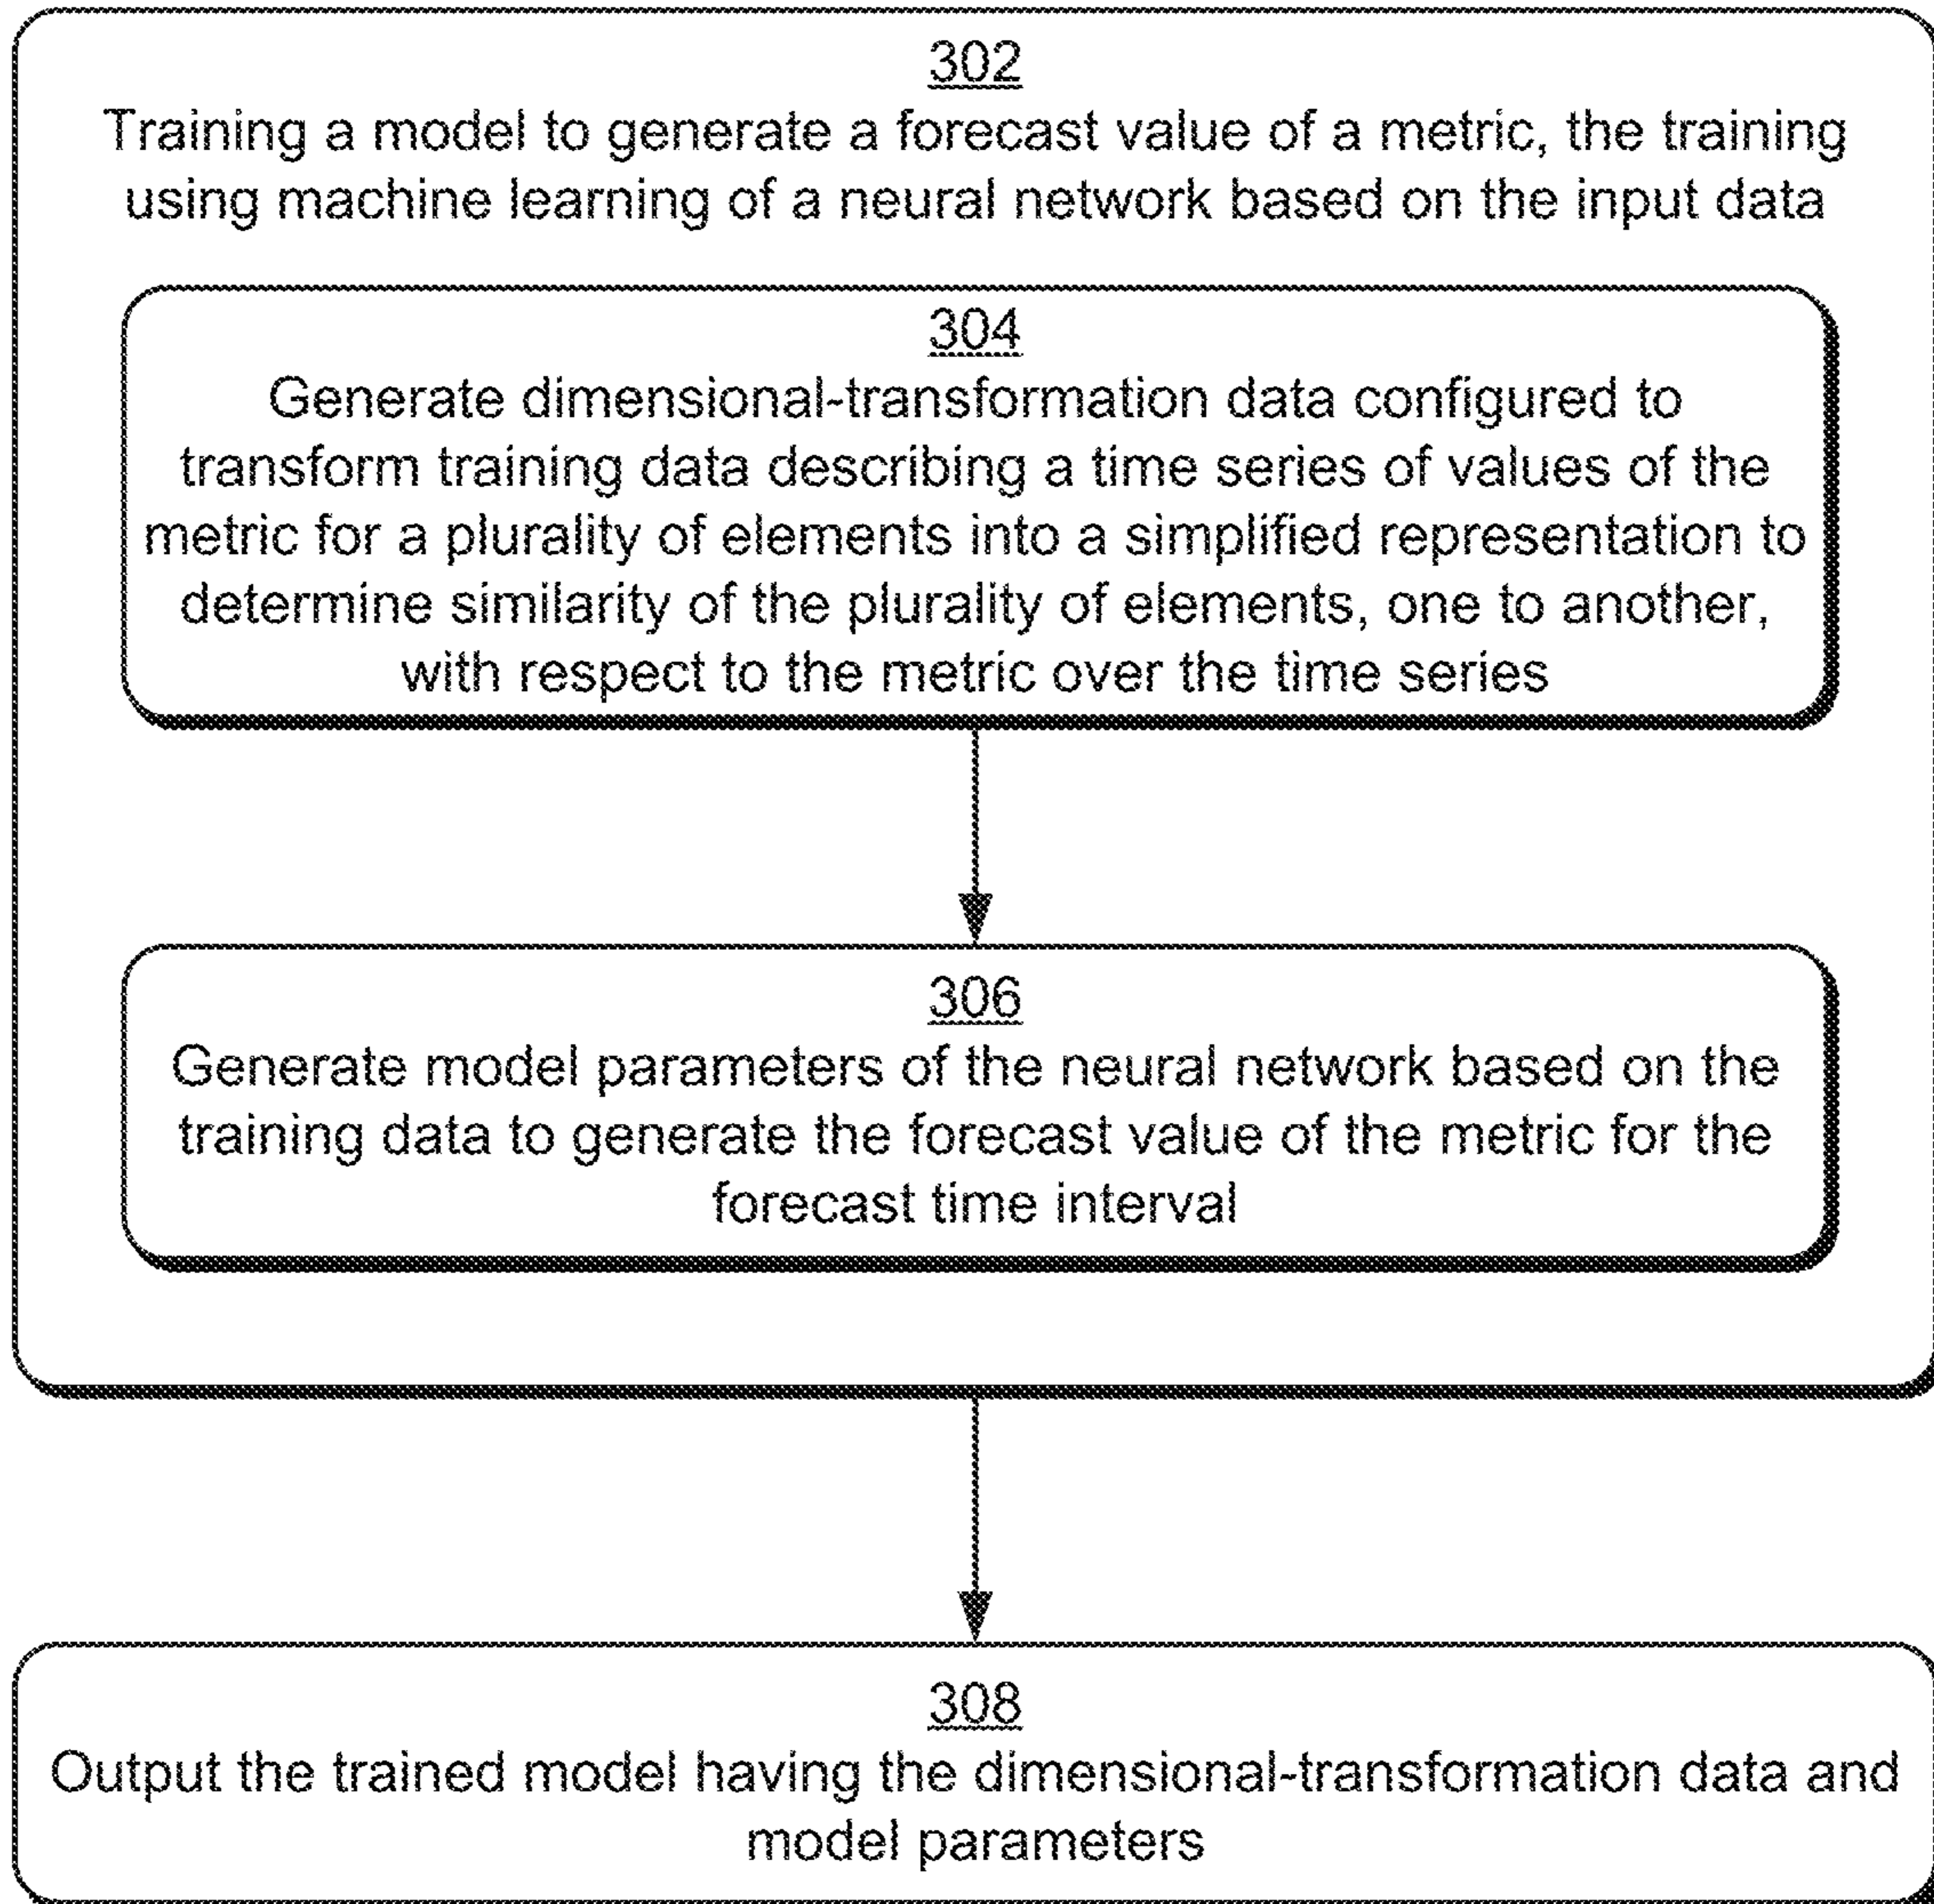 302
Training a model to generate a forecast value of a metric, the training
using machine learning of a neural network based on the input data
304
Generate dimensional-transformation data configured to
transform training data describing a time series of values of the
metric for a plurality of elements into a simplified representation to
determine similarity of the plurality of elements, one to another,
with respect to the metric over the time series
306
Generate model parameters of the neural network based on the
training data to generate the forecast value of the metric for the
forecast time interval
308
Output the trained model having the dimensional-transformation data and
model parameters